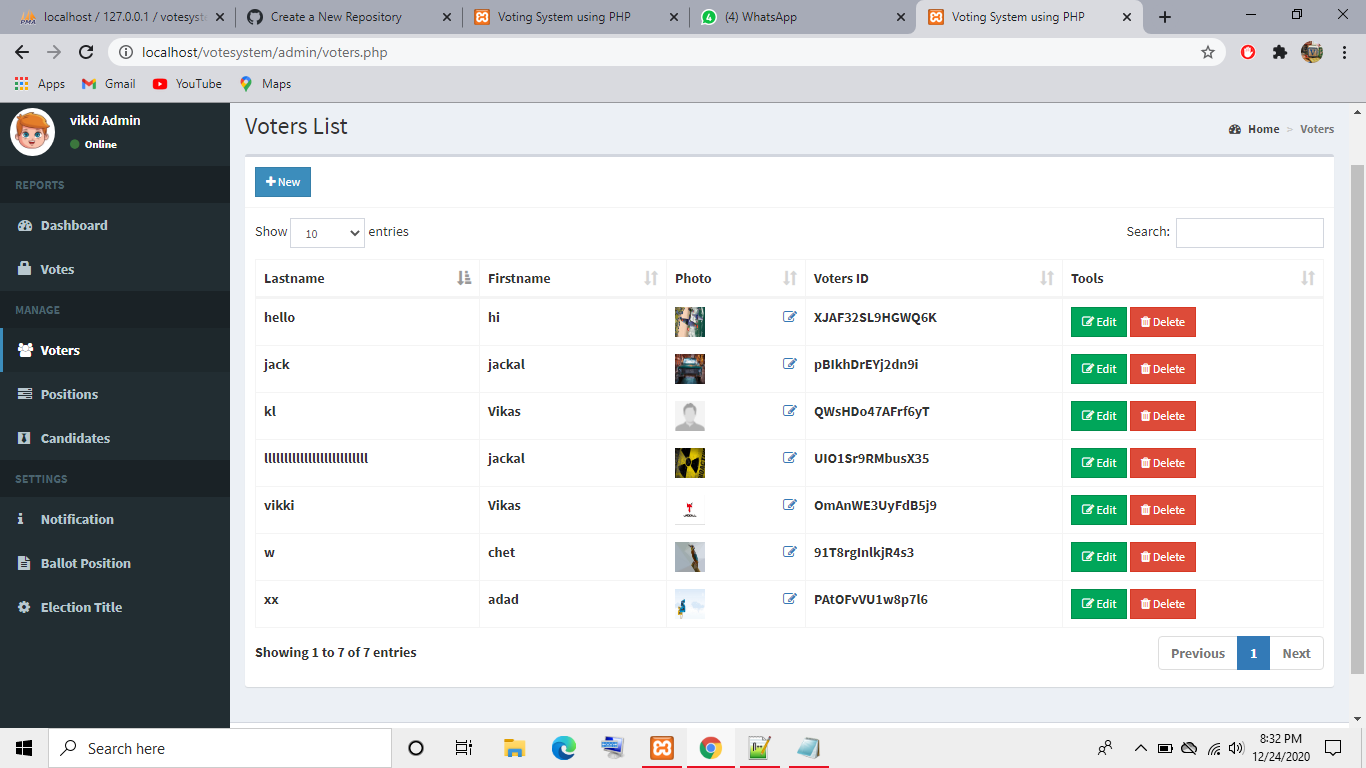 localhost / 127.0.0.1 / votesyste
Create a New Repository
Voting System using PHP
(4) WhatsApp
Voting System using PHP
localhost/votesystem/admin/voters.php
Apps Gmail YouTube Maps
vikki Admin
Online
REPORTS
Dashboard
Votes
MANAGE
Voters
Positions
Candidates
SETTINGS
Notification
Ballot Position
Election Title
Voters List
Home > Voters
New
Show 10 entries
Search:
Lastname Firstname Photo Voters ID Tools
hello hi XJAF32SL9HGWQ6K Edit Delete
jack jackal pBIkhDrEYj2dn9i Edit Delete
kl Vikas QWsHDo47AFrf6yT Edit Delete
jackal UIO1Sr9RMbusX35 Edit Delete
vikki Vikas OmAnWE3UyFdB5j9 Edit Delete
w chet 91T8rgInlkjR4s3 Edit Delete
xx adad PAtOFvVU1w8p7l6 Edit Delete
Showing 1 to 7 of 7 entries
Previous 1 Next
Search here
8:32 PM
12/24/2020